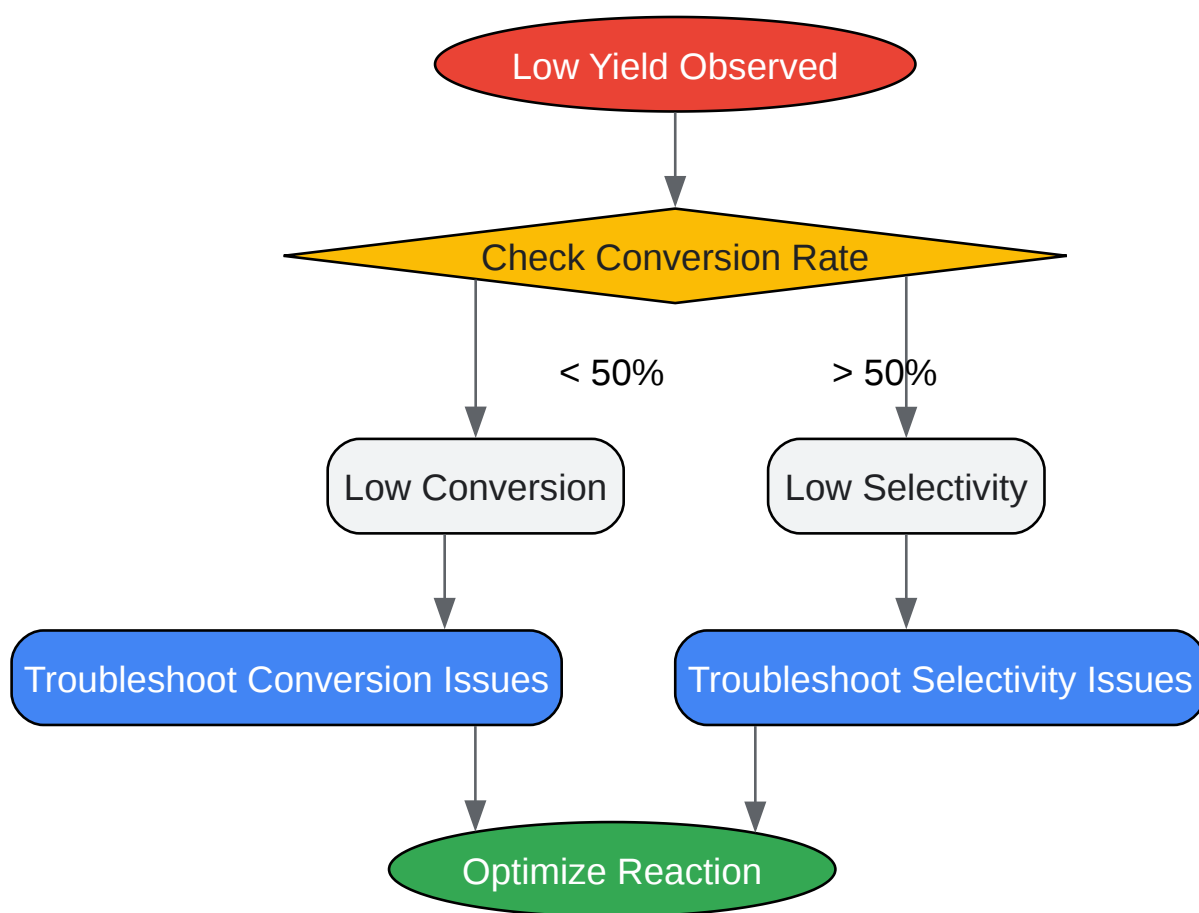 Low Yield Observed
Check Conversion Rate
< 50%
> 50%
Low Conversion
Low Selectivity
Troubleshoot Conversion Issues
Troubleshoot Selectivity Issues
Optimize Reaction